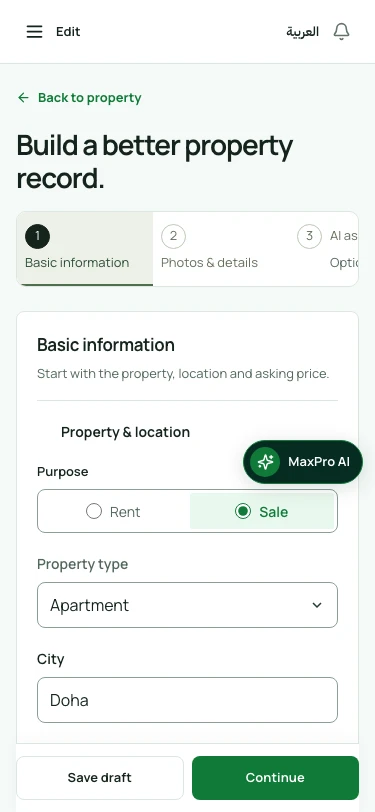 Edit
العربية
Back to property
Build a better property
record.
1
Basic information
2
Photos & details
3
AI as
Optic
Basic information
Start with the property, location and asking price.
Property & location
MaxPro AI
Purpose
Rent
Sale
Property type
Apartment
City
Doha
Save draft
Continue